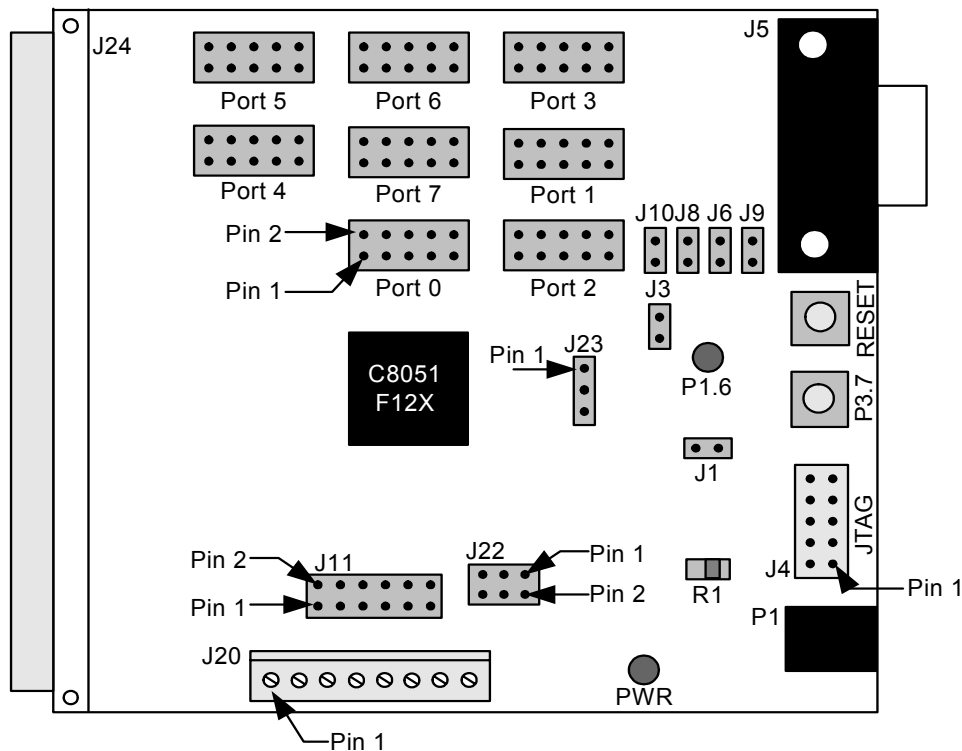 J24
J5
Port 5
Port 6
Port 3
Port 4
Port 7
Port 1
J10
J8
J6
J9
Pin 2
Pin 1
Port 0
Port 2
J3
RESET
Pin 1
J23
C8051
F12X
P1.6
P3.7
J1
JTAG
Pin 2
J11
J22
Pin 1
Pin 1
Pin 2
J4
R1
Pin 1
P1
J20
PWR
Pin 1